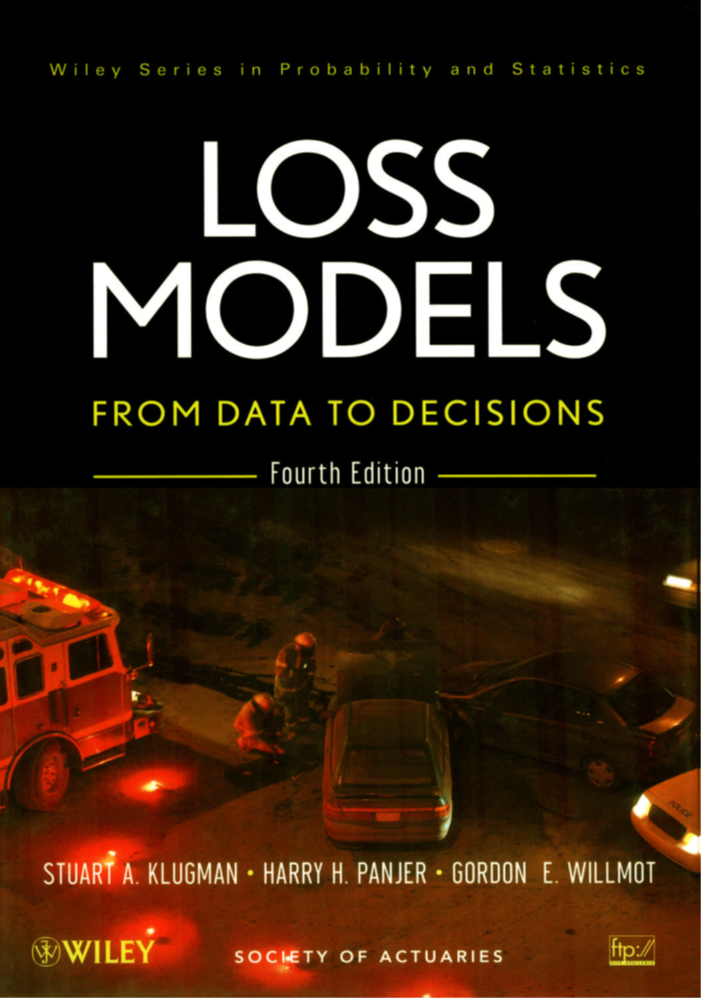 Wiley Series in Probability and Statistics
LOSS
MODELS
FROM DATA TO DECISIONS
Fourth Edition
POLICE
STUART A. KLUGMAN • HARRY H. PANJER • GORDON E. WILLMOT
WILEY
SOCIETY OF ACTUARIES
ftp://